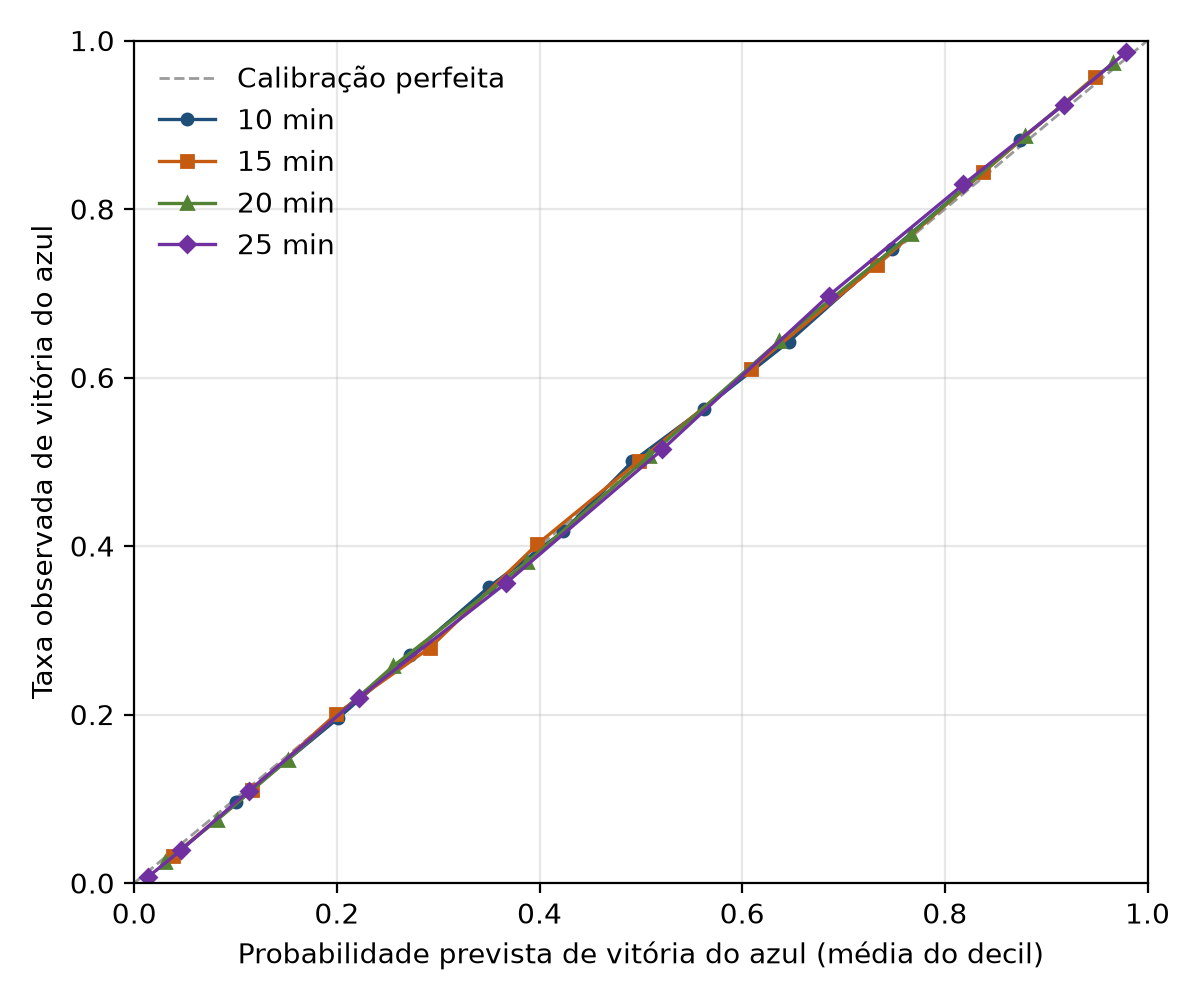 Calibração perfeita
10 min
15 min
20 min
25 min
Taxa observada de vitória do azul
1.0
0.8
0.6
0.4
0.2
0.0
0.0 0.2 0.4 0.6 0.8 1.0
Probabilidade prevista de vitória do azul (média do decil)